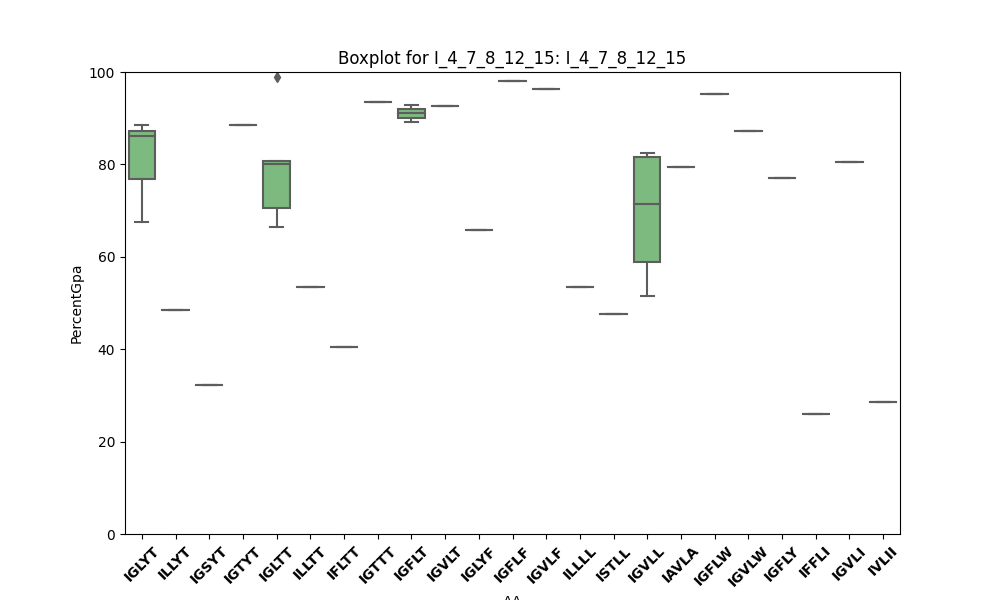 Boxplot for I_4_7_8_12_15: I_4_7_8_12_15
PercentGpa
100
80
60
40
20
0
IGLYT
ILLYT
IGSYT
IGTYT
IGLTT
ILLTT
IFLTT
IGTTT
IGFLT
IGVLT
IGLYF
IGFLF
IGVLF
ILLLL
ISTLL
IGVLL
IAVLA
IGFLW
IGVLW
IGFLY
IFFLI
IGVLI
IVLII
AA